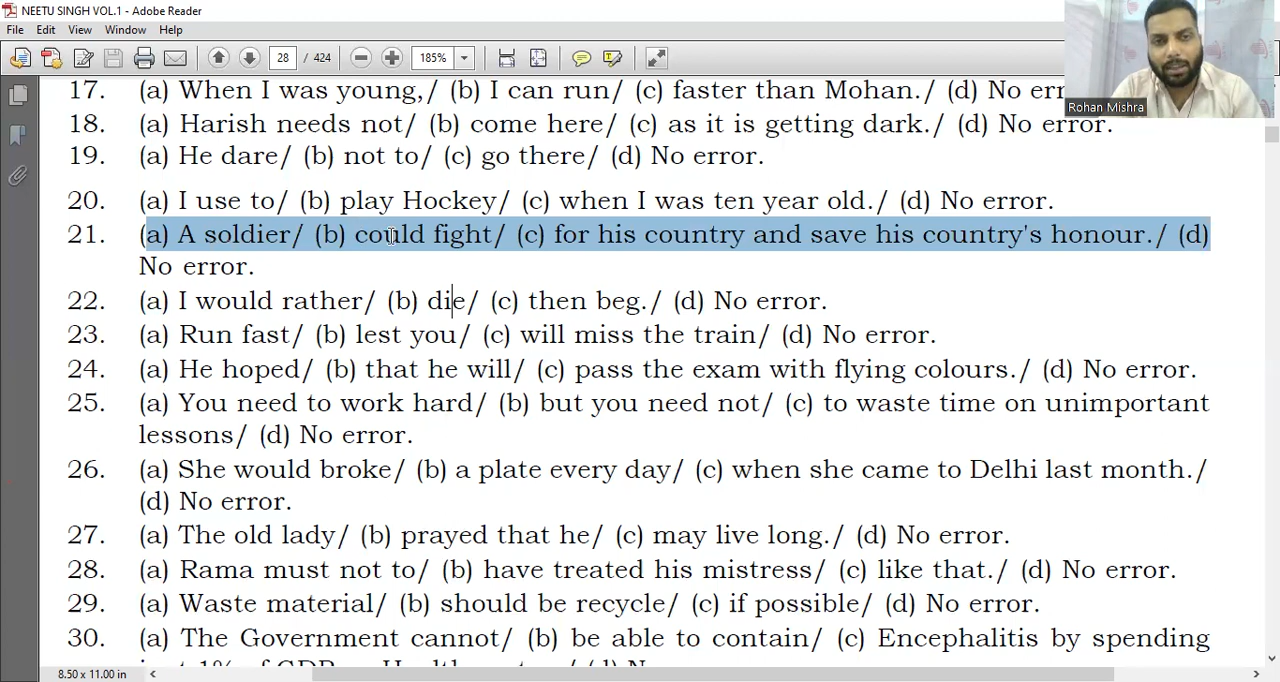 NEETU SINGH VOL.1 - Adobe Reader
File Edit View Window Help
28 / 424 185%
Rohan Mishra
17. (a) When I was young,/ (b) I can run/ (c) faster than Mohan./ (d) No
18. (a) Harish needs not/ (b) come here/ (c) as it is getting dark./ (d) No error.
19. (a) He dare/ (b) not to/ (c) go there/ (d) No error.
20. (a) I use to/ (b) play Hockey/ (c) when I was ten year old./ (d) No error.
21. (a) A soldier/ (b) could fight/ (c) for his country and save his country's honour./ (d)
No error.
22. (a) I would rather/ (b) die/ (c) then beg./ (d) No error.
23. (a) Run fast/ (b) lest you/ (c) will miss the train/ (d) No error.
24. (a) He hoped/ (b) that he will/ (c) pass the exam with flying colours./ (d) No error.
25. (a) You need to work hard/ (b) but you need not/ (c) to waste time on unimportant
lessons/ (d) No error.
26. (a) She would broke/ (b) a plate every day/ (c) when she came to Delhi last month./
(d) No error.
27. (a) The old lady/ (b) prayed that he/ (c) may live long./ (d) No error.
28. (a) Rama must not to/ (b) have treated his mistress/ (c) like that./ (d) No error.
29. (a) Waste material/ (b) should be recycle/ (c) if possible/ (d) No error.
30. (a) The Government cannot/ (b) be able to contain/ (c) Encephalitis by spending
8.50 x 11.00 in